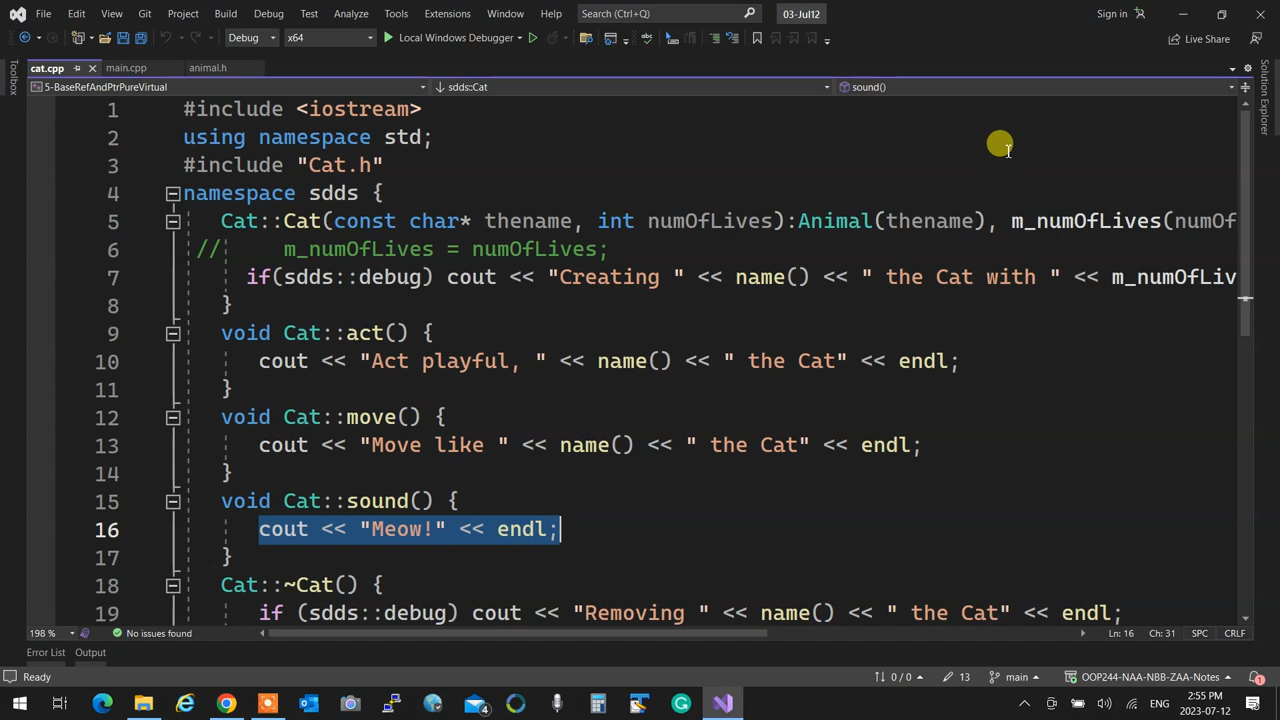 File Edit View Git Project Build Debug Test Analyze Tools Extensions Window Help Search (Ctrl+Q) 03-Jul12 Sign in
Debug x64 Local Windows Debugger Live Share
cat.cpp main.cpp animal.h
5-BaseRefAndPtrPureVirtual sdds::Cat sound()
Toolbox
Solution Explorer
1 #include <iostream>
2 using namespace std;
3 #include "Cat.h"
4 namespace sdds {
5 Cat::Cat(const char* thename, int numOfLives):Animal(thename), m_numOfLives(numOf
6 // m_numOfLives = numOfLives;
7 if(sdds::debug) cout << "Creating " << name() << " the Cat with " << m_numOfLiv
8 }
9 void Cat::act() {
10 cout << "Act playful, " << name() << " the Cat" << endl;
11 }
12 void Cat::move() {
13 cout << "Move like " << name() << " the Cat" << endl;
14 }
15 void Cat::sound() {
16 cout << "Meow!" << endl;
17 }
18 Cat::~Cat() {
19 if (sdds::debug) cout << "Removing " << name() << " the Cat" << endl;
198 % No issues found Ln: 16 Ch: 31 SPC CRLF
Error List Output
Ready 0 / 0 13 main OOP244-NAA-NBB-ZAA-Notes 1
4 ENG 2:55 PM
2023-07-12